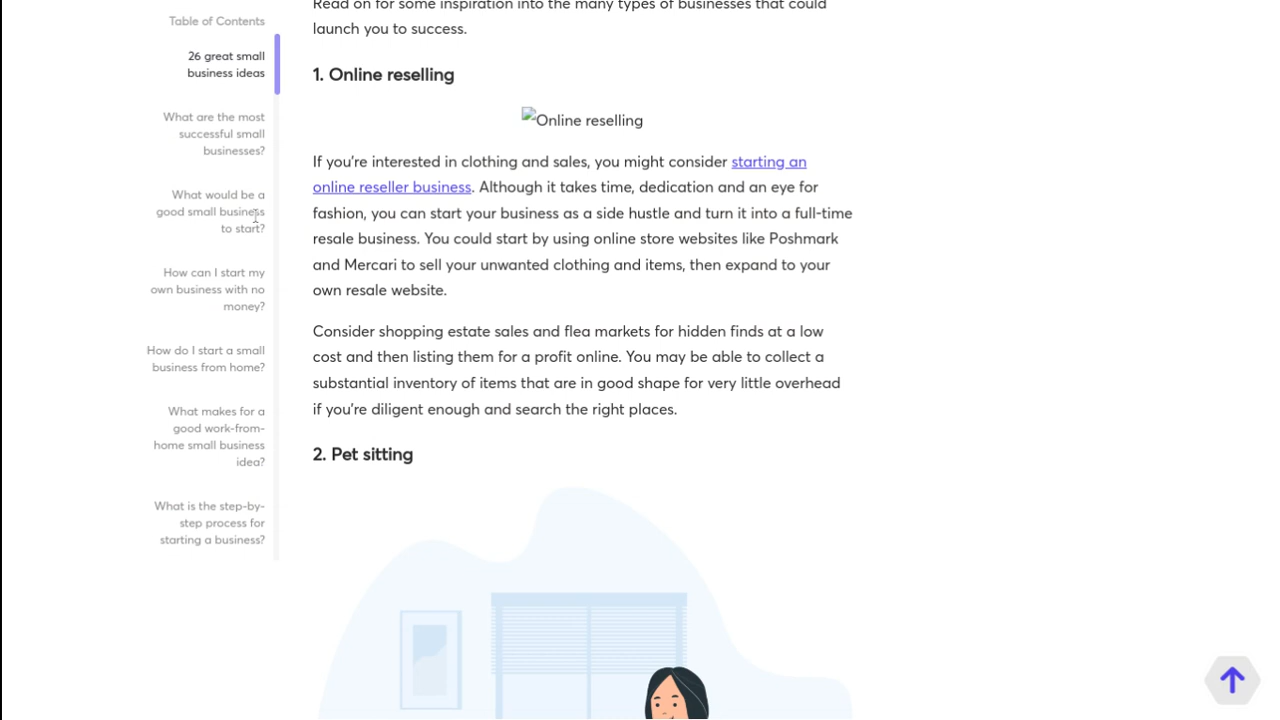 Table of Contents
26 great small
business ideas
What are the most
successful small
businesses?
What would be a
good small business
to start?
How can I start my
own business with no
money?
How do I start a small
business from home?
What makes for a
good work-from-
home small business
idea?
What is the step-by-
step process for
starting a business?
Read on for some inspiration into the many types of businesses that could
launch you to success.
1. Online reselling
Online reselling
If you're interested in clothing and sales, you might consider starting an
online reseller business. Although it takes time, dedication and an eye for
fashion, you can start your business as a side hustle and turn it into a full-time
resale business. You could start by using online store websites like Poshmark
and Mercari to sell your unwanted clothing and items, then expand to your
own resale website.
Consider shopping estate sales and flea markets for hidden finds at a low
cost and then listing them for a profit online. You may be able to collect a
substantial inventory of items that are in good shape for very little overhead
if you're diligent enough and search the right places.
2. Pet sitting